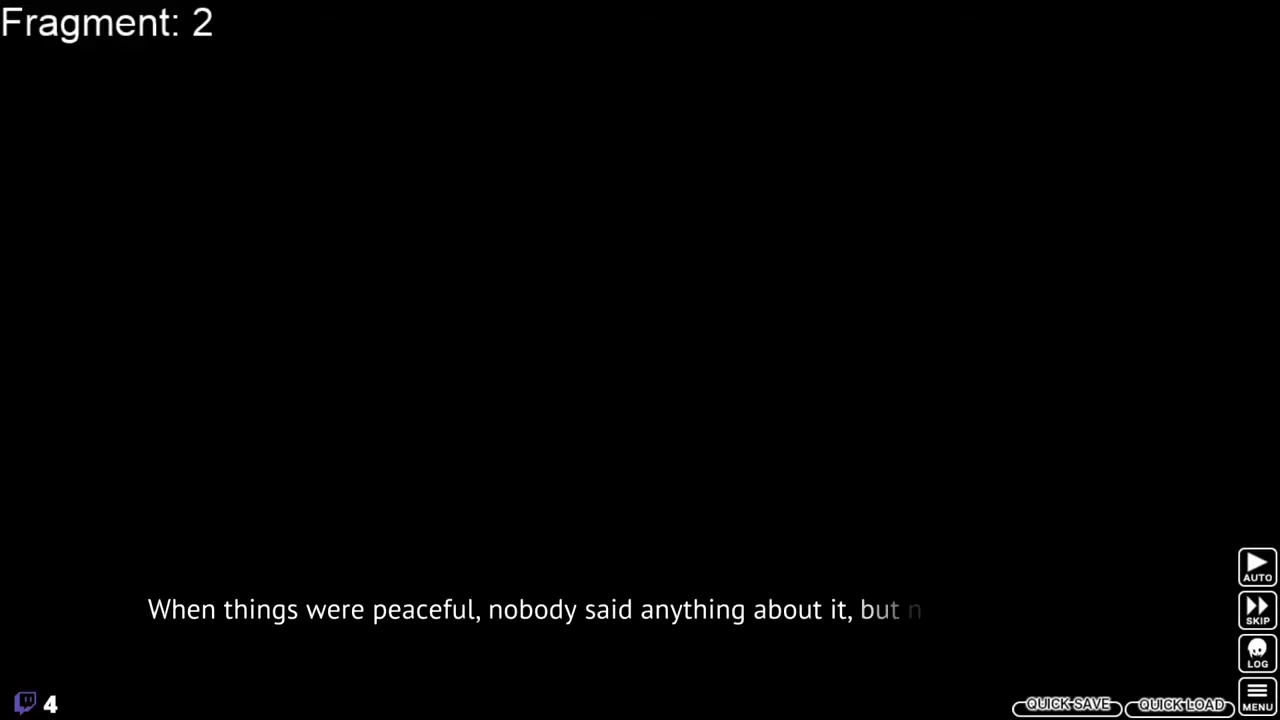 Fragment: 2
When things were peaceful, nobody said anything about it, but n
AUTO
SKIP
LOG
MENU
4
QUICK SAVE
QUICK LOAD